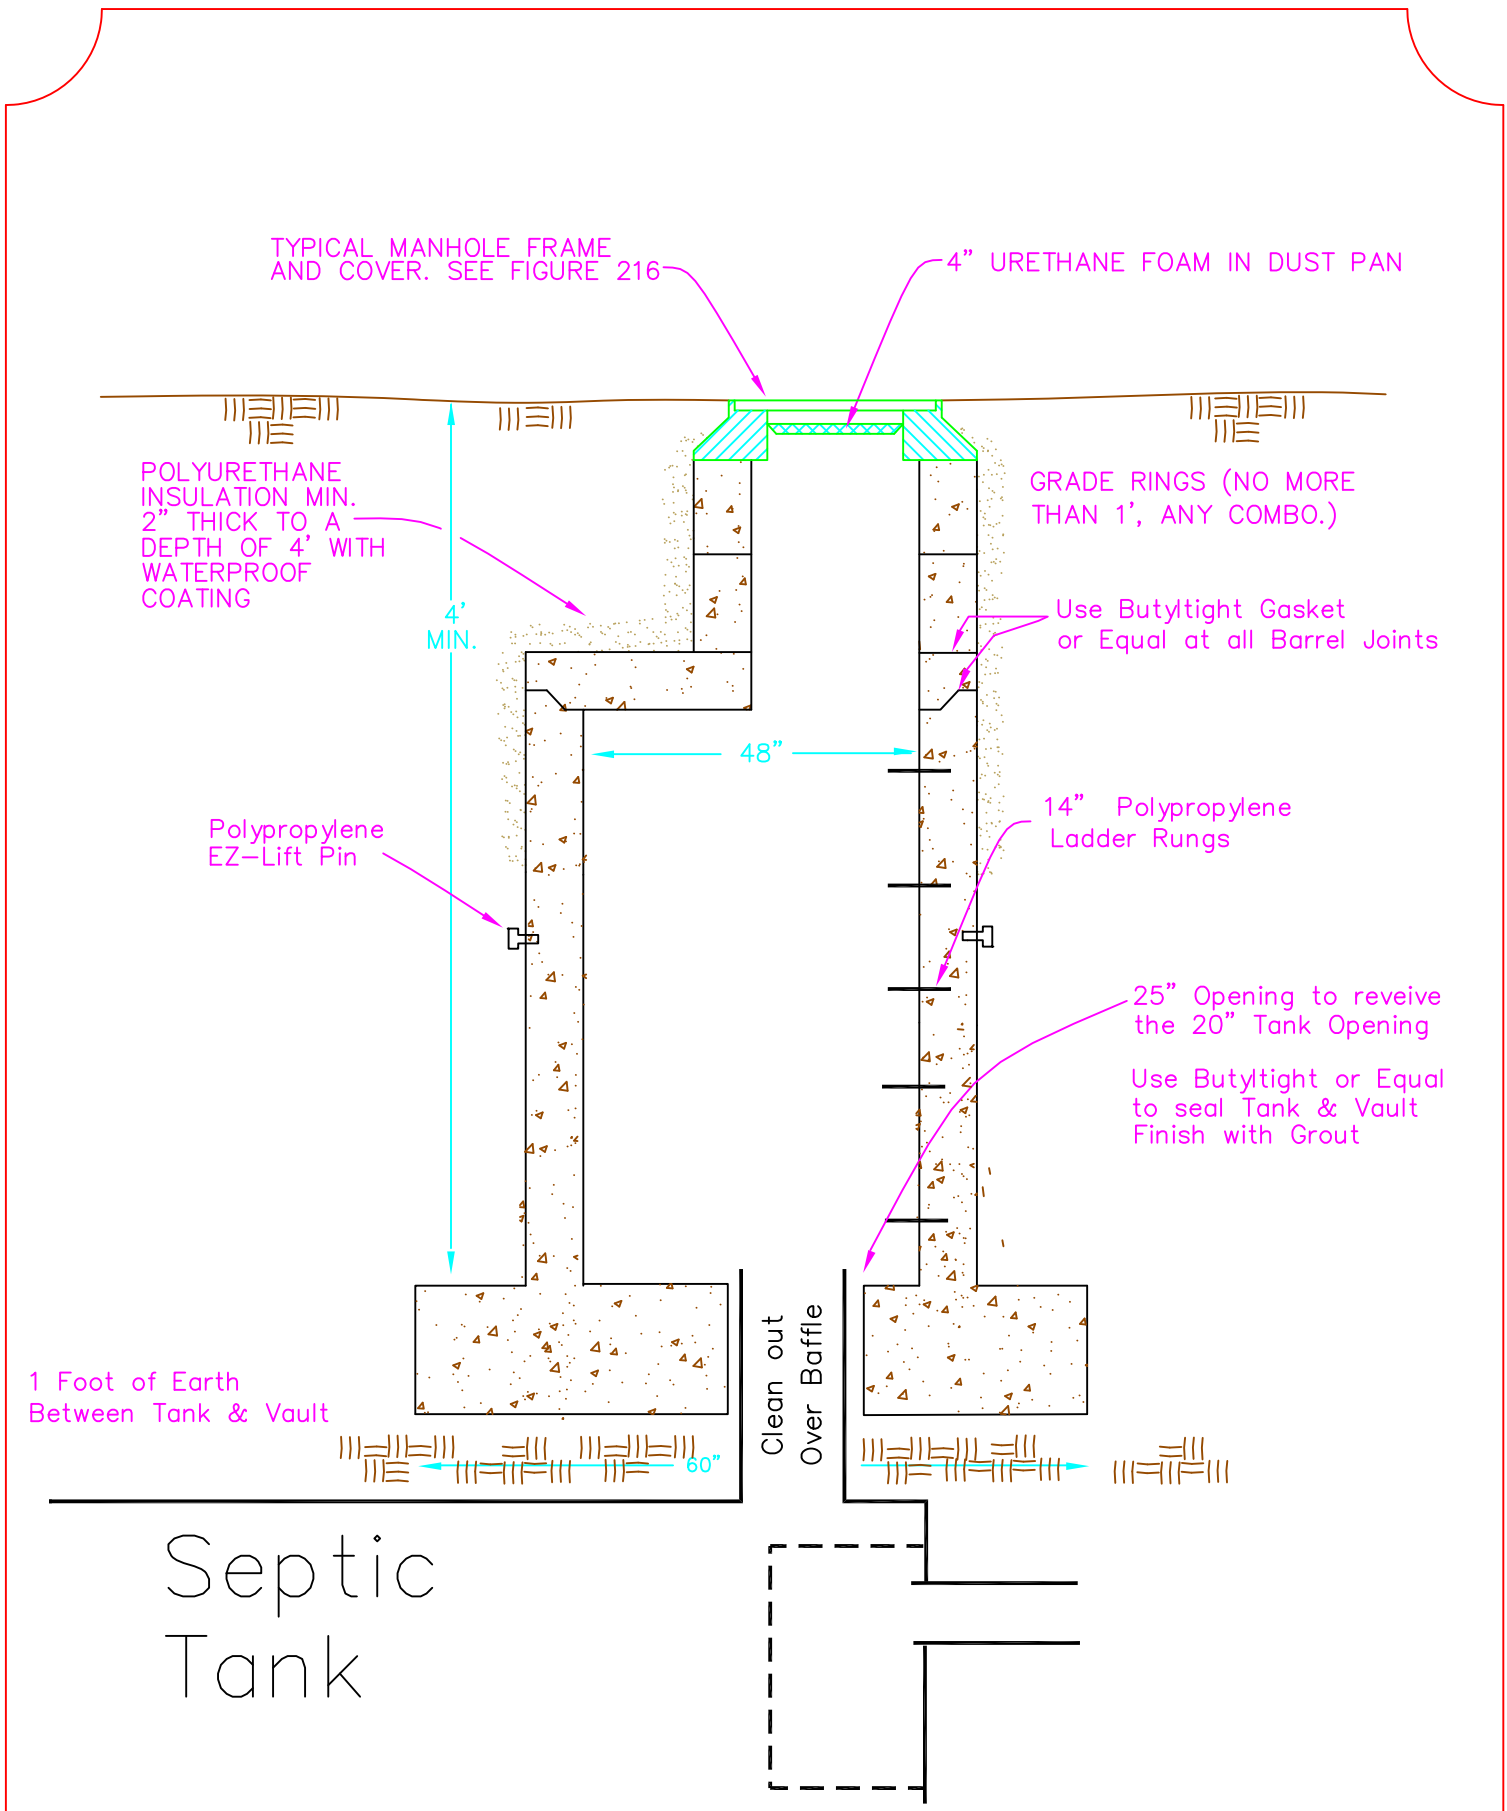 TYPICAL MANHOLE FRAME
AND COVER. SEE FIGURE 216
4” URETHANE FOAM IN DUST PAN
POLYURETHANE
INSULATION MIN.
2” THICK TO A
DEPTH OF 4' WITH
WATERPROOF
COATING
GRADE RINGS (NO MORE
THAN 1', ANY COMBO.)
4'
MIN.
Use Butyltight Gasket
or Equal at all Barrel Joints
48”
14” Polypropylene
Ladder Rungs
Polypropylene
EZ-Lift Pin
25” Opening to reveive
the 20” Tank Opening
Use Butyltight or Equal
to seal Tank & Vault
Finish with Grout
Clean out
Over Baffle
1 Foot of Earth
Between Tank & Vault
60”
Septic
Tank